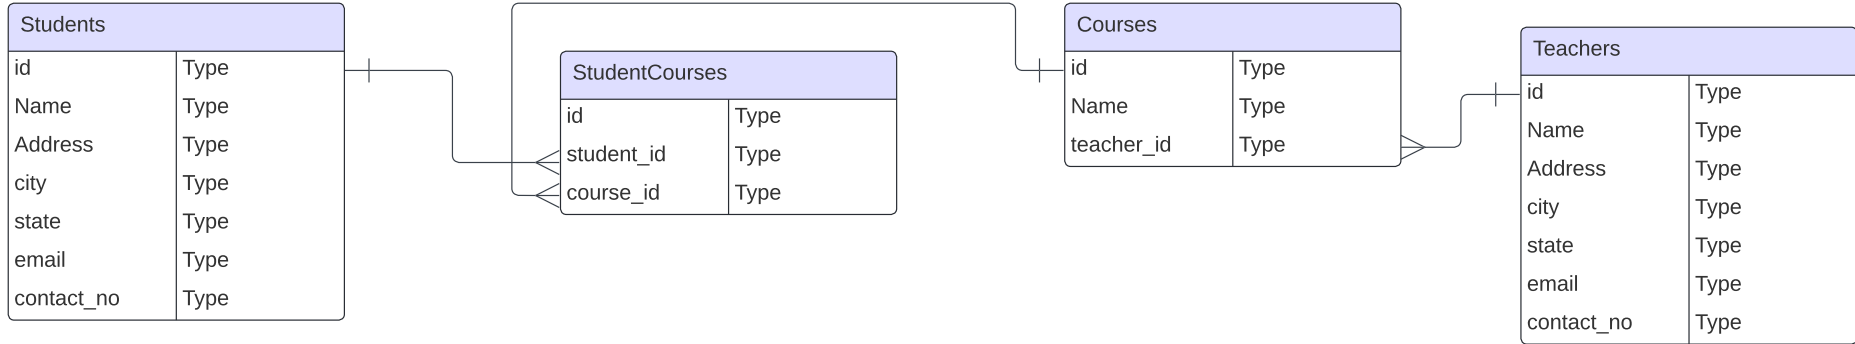 Students
id Type
Name Type
Address Type
city Type
state Type
email Type
contact_no Type
StudentCourses
id Type
student_id Type
course_id Type
Courses
id Type
Name Type
teacher_id Type
Teachers
id Type
Name Type
Address Type
city Type
state Type
email Type
contact_no Type